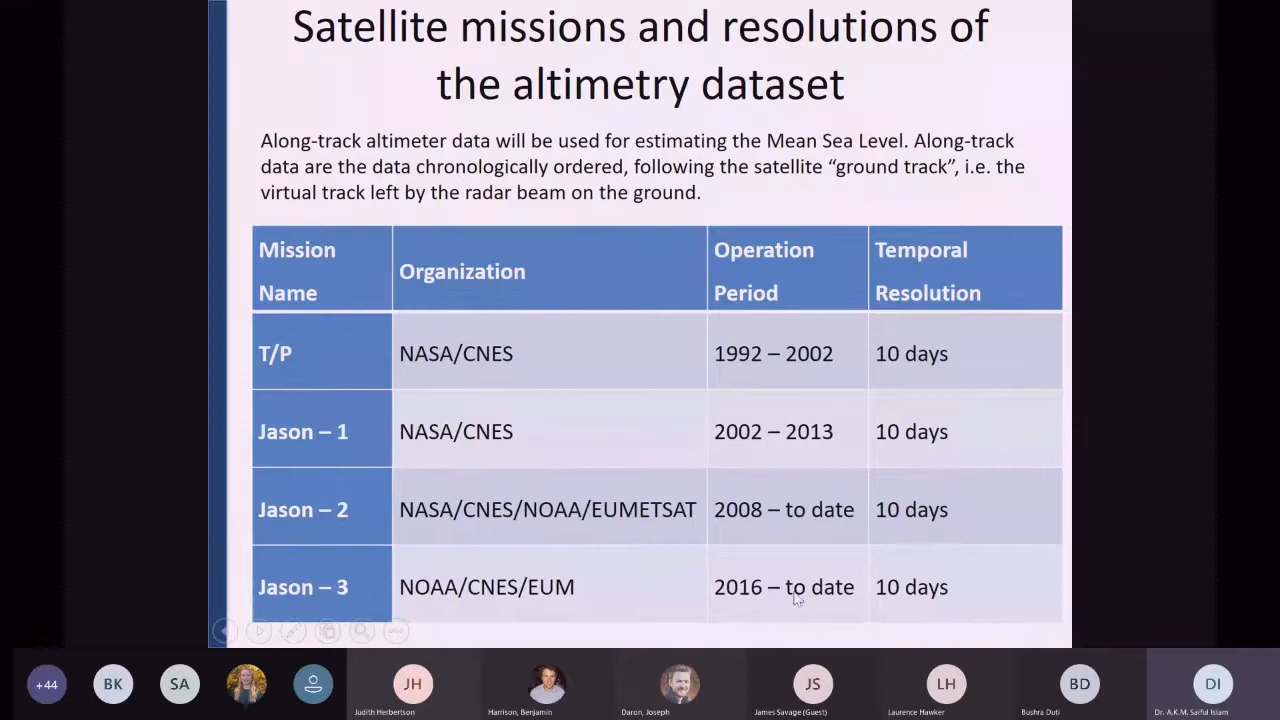 Satellite missions and resolutions of
the altimetry dataset
Along-track altimeter data will be used for estimating the Mean Sea Level. Along-track
data are the data chronologically ordered, following the satellite “ground track”, i.e. the
virtual track left by the radar beam on the ground.
Mission Name Organization Operation Period Temporal Resolution
T/P NASA/CNES 1992 – 2002 10 days
Jason – 1 NASA/CNES 2002 – 2013 10 days
Jason – 2 NASA/CNES/NOAA/EUMETSAT 2008 – to date 10 days
Jason – 3 NOAA/CNES/EUM 2016 – to date 10 days
+44 BK SA JH JS LH BD DI
Judith Herbertson Harrison, Benjamin Daron, Joseph James Savage (Guest) Laurence Hawker Bushra Duti Dr. A.K.M. Saiful Islam